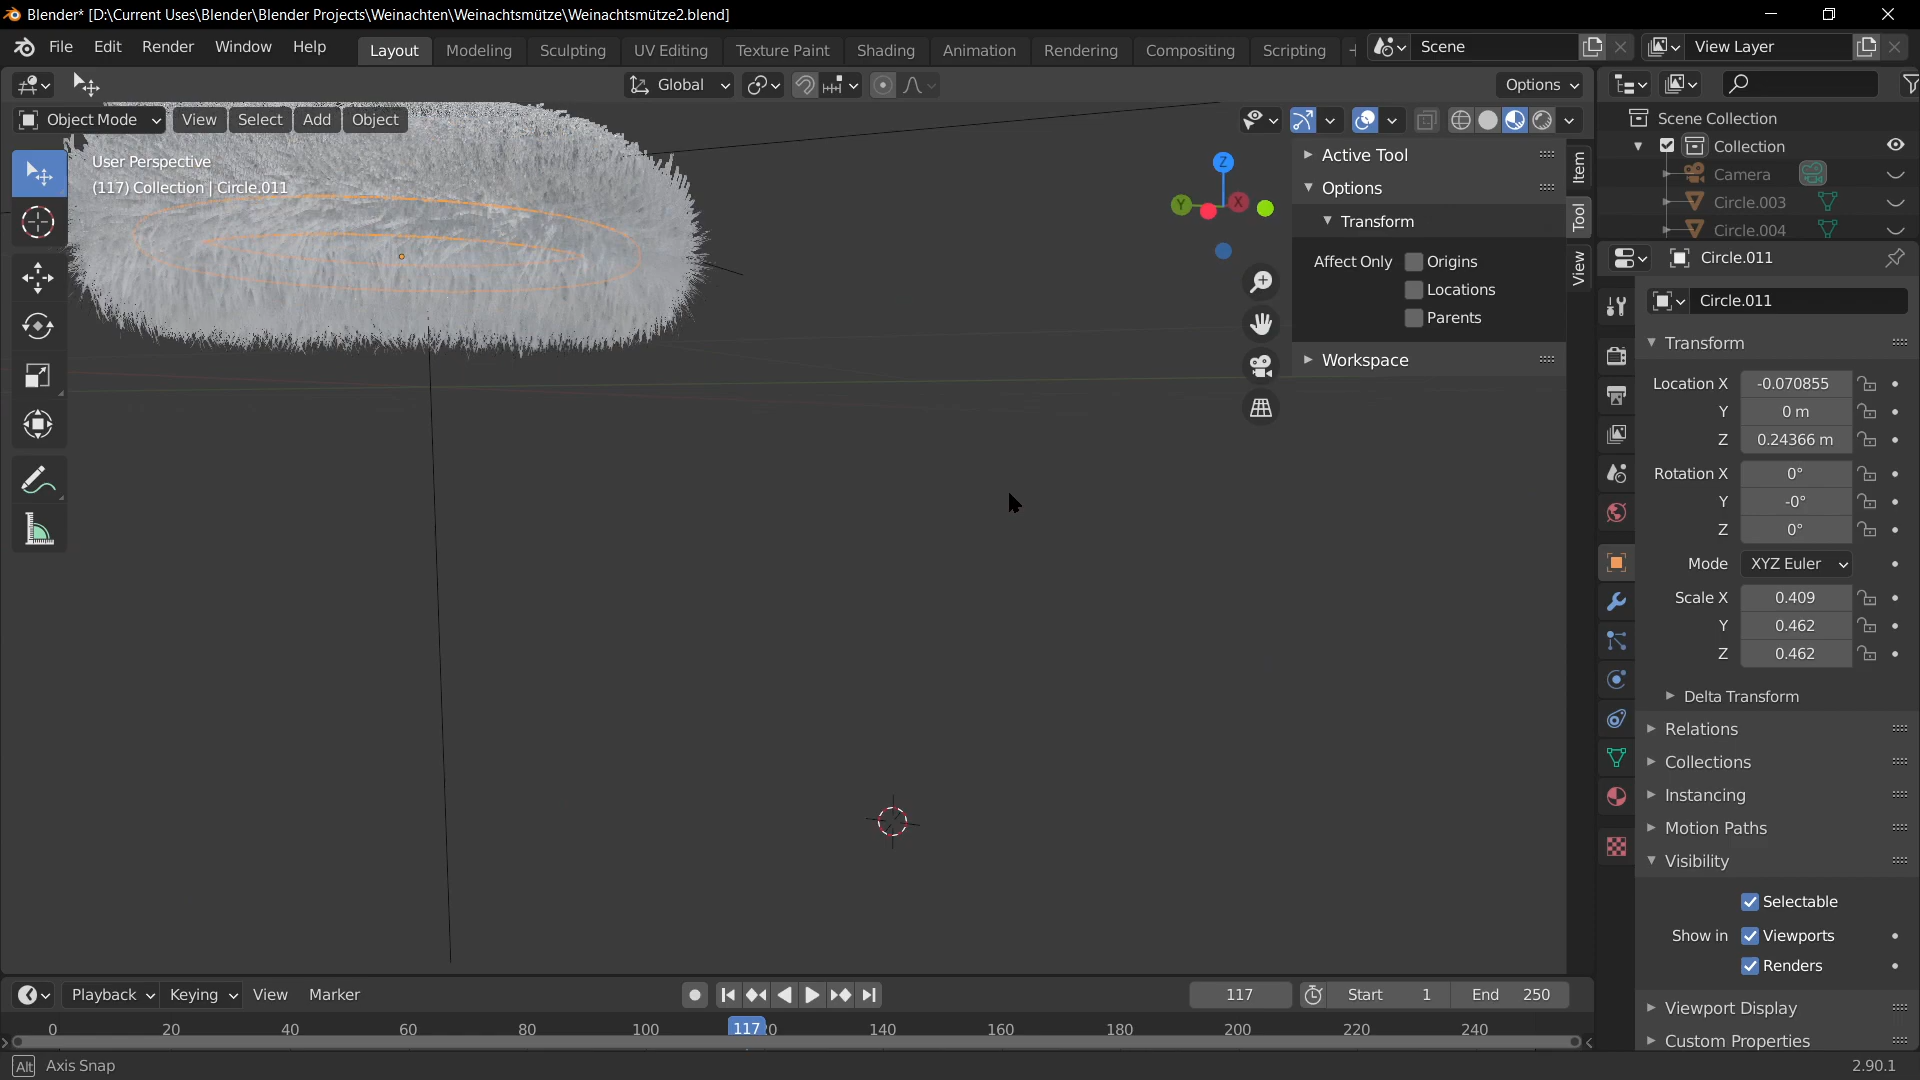 Blender* [D:\Current Uses\Blender\Blender Projects\Weinachten\Weinachtsmütze\Weinachtsmütze2.blend]
File Edit Render Window Help Layout Modeling Sculpting UV Editing Texture Paint Shading Animation Rendering Compositing Scripting Scene View Layer
Global Options
Object Mode View Select Add Object
User Perspective
(117) Collection | Circle.011
Z
Y
X
Active Tool
Options
Transform
Affect Only Origins
Locations
Parents
Workspace
Item
Tool
View
Scene Collection
Collection
Camera
Circle.003
Circle.004
Circle.011
Circle.011
Transform
Location X -0.070855
Y 0 m
Z 0.24366 m
Rotation X 0°
Y -0°
Z 0°
Mode XYZ Euler
Scale X 0.409
Y 0.462
Z 0.462
Delta Transform
Relations
Collections
Instancing
Motion Paths
Visibility
Selectable
Show in Viewports
Renders
Viewport Display
Custom Properties
Playback Keying View Marker 117 Start 1 End 250
0 20 40 60 80 100 117 140 160 180 200 220 240
Alt Axis Snap
2.90.1